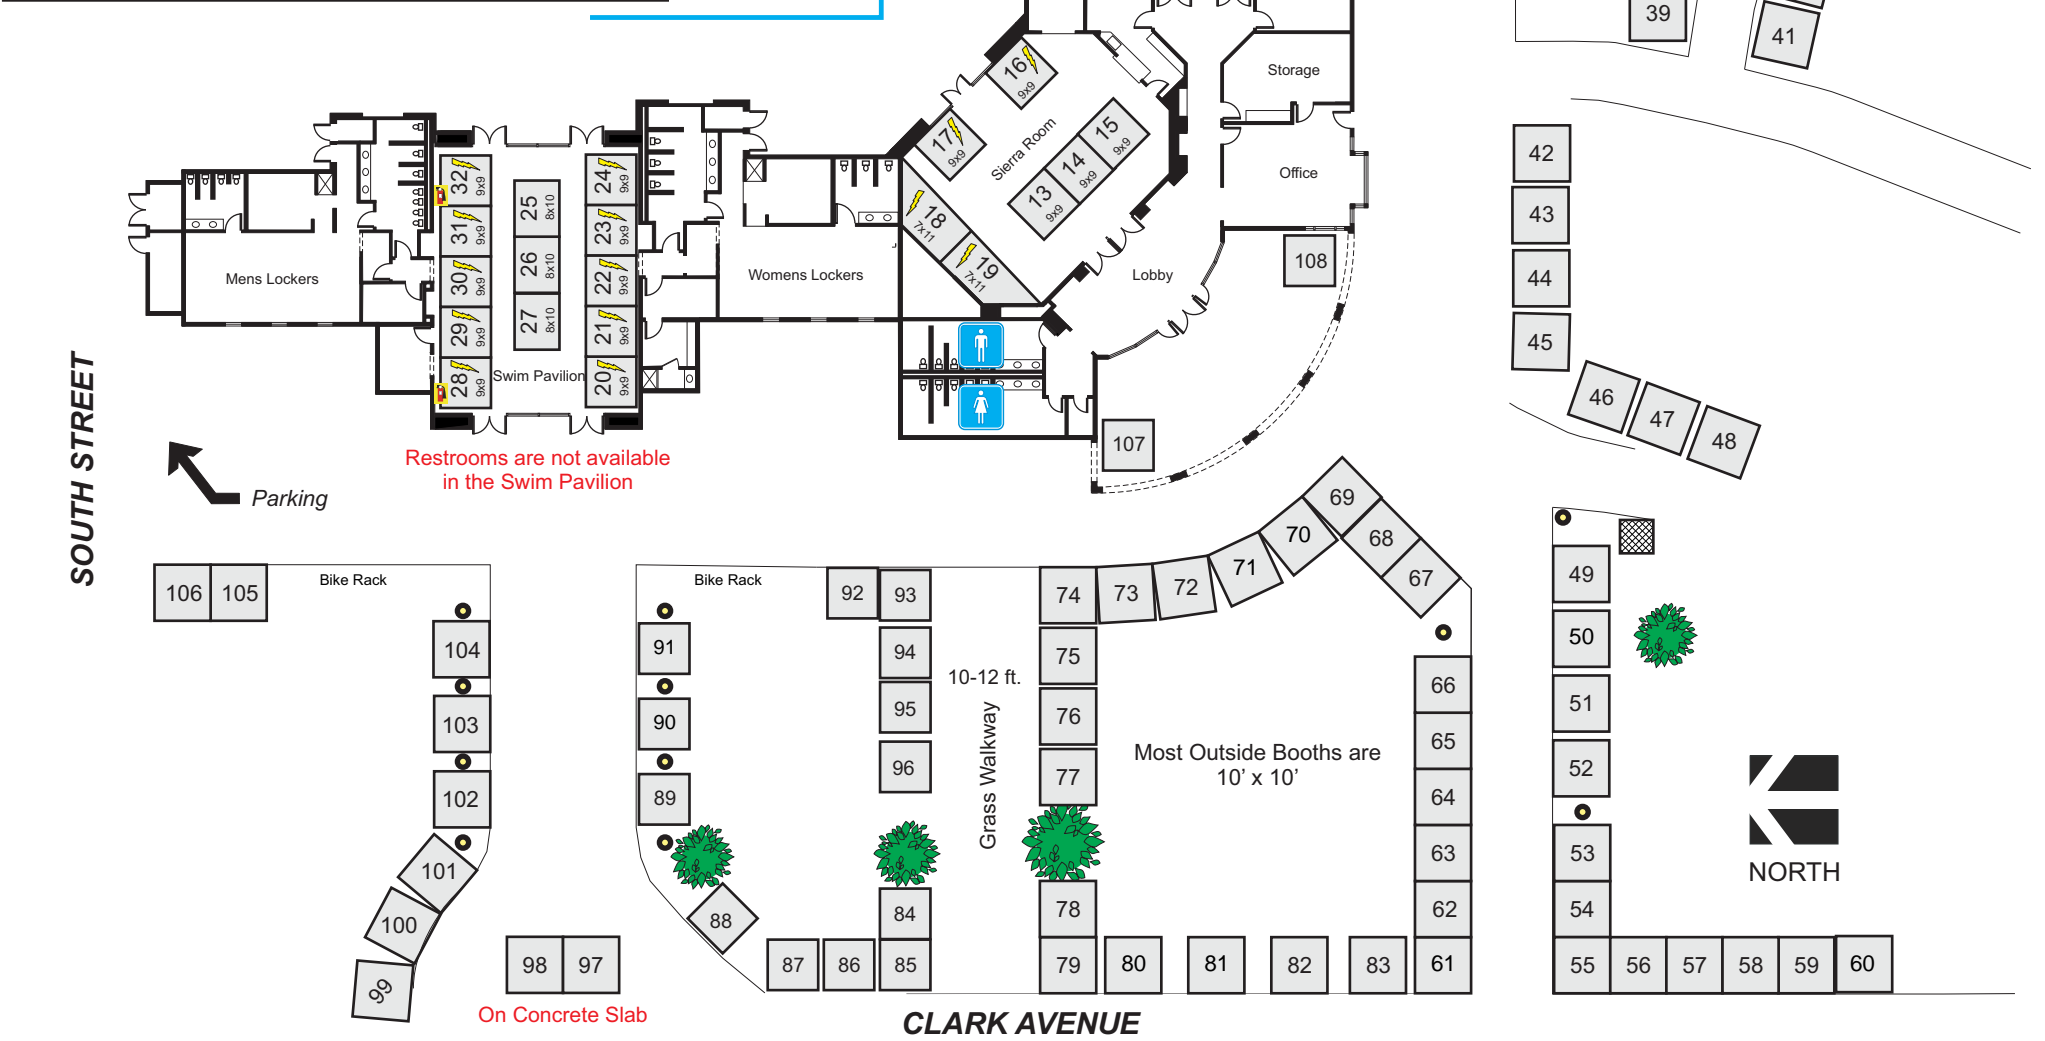 39
41
Storage
Office
Lobby
108
107
Sierra Room
16
9x9
17
9x9
15
9x9
14
9x9
13
9x9
18
7x11
19
7x11
Mens Lockers
32
9x9
31
9x9
30
9x9
29
9x9
28
9x9
25
8x10
26
8x10
27
8x10
24
9x9
23
9x9
22
9x9
21
9x9
20
9x9
Swim Pavilion
Womens Lockers
Restrooms are not available
in the Swim Pavilion
SOUTH STREET
Parking
42
43
44
45
46
47
48
106
105
Bike Rack
104
103
102
101
100
99
98
97
On Concrete Slab
Bike Rack
91
90
89
88
87
86
85
84
92
93
94
95
96
10-12 ft.
Grass Walkway
74
73
72
71
70
69
68
67
75
76
77
78
79
80
81
82
83
61
62
63
64
65
66
Most Outside Booths are
10’ x 10’
49
50
51
52
53
54
55
56
57
58
59
60
NORTH
CLARK AVENUE